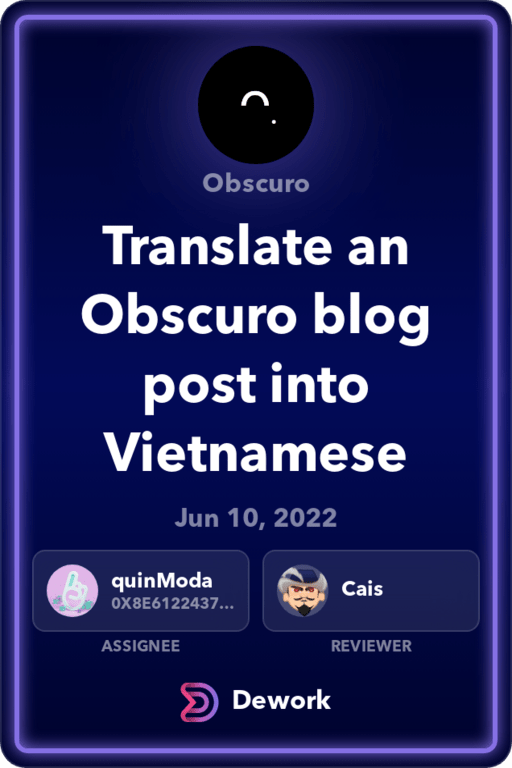 Obscuro
Translate an
Obscuro blog
post into
Vietnamese
Jun 10, 2022
quinModa
0X8E6122437...
ASSIGNEE
Cais
REVIEWER
Dework